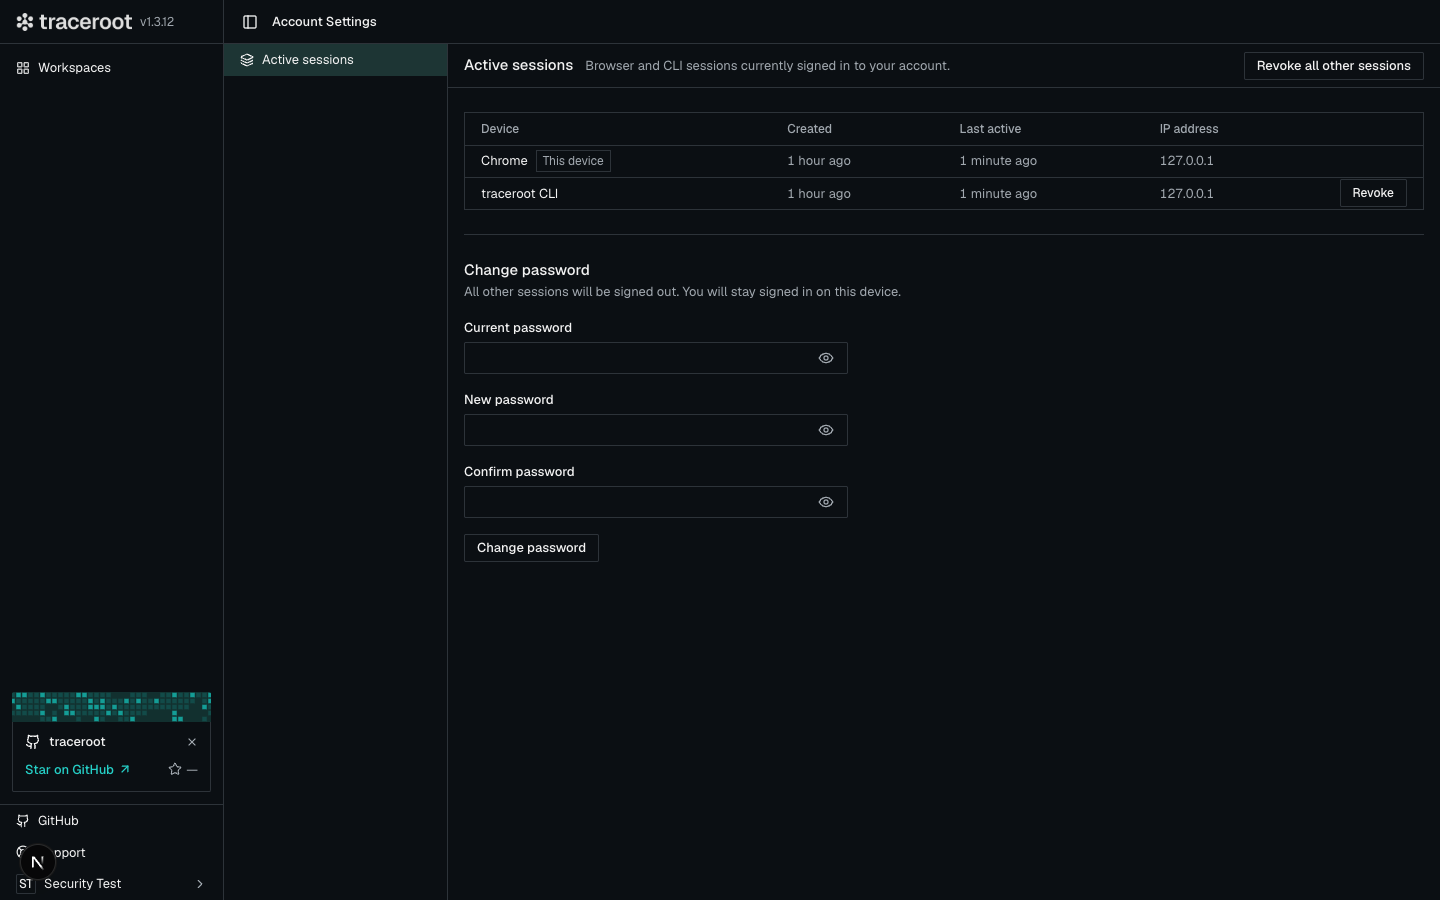 traceroot v1.3.12
Account Settings
Workspaces
Active sessions
Active sessions Browser and CLI sessions currently signed in to your account.
Revoke all other sessions
Device Created Last active IP address
Chrome This device 1 hour ago 1 minute ago 127.0.0.1
traceroot CLI 1 hour ago 1 minute ago 127.0.0.1 Revoke
Change password
All other sessions will be signed out. You will stay signed in on this device.
Current password
New password
Confirm password
Change password
traceroot
Star on GitHub —
GitHub
pport
N
ST Security Test